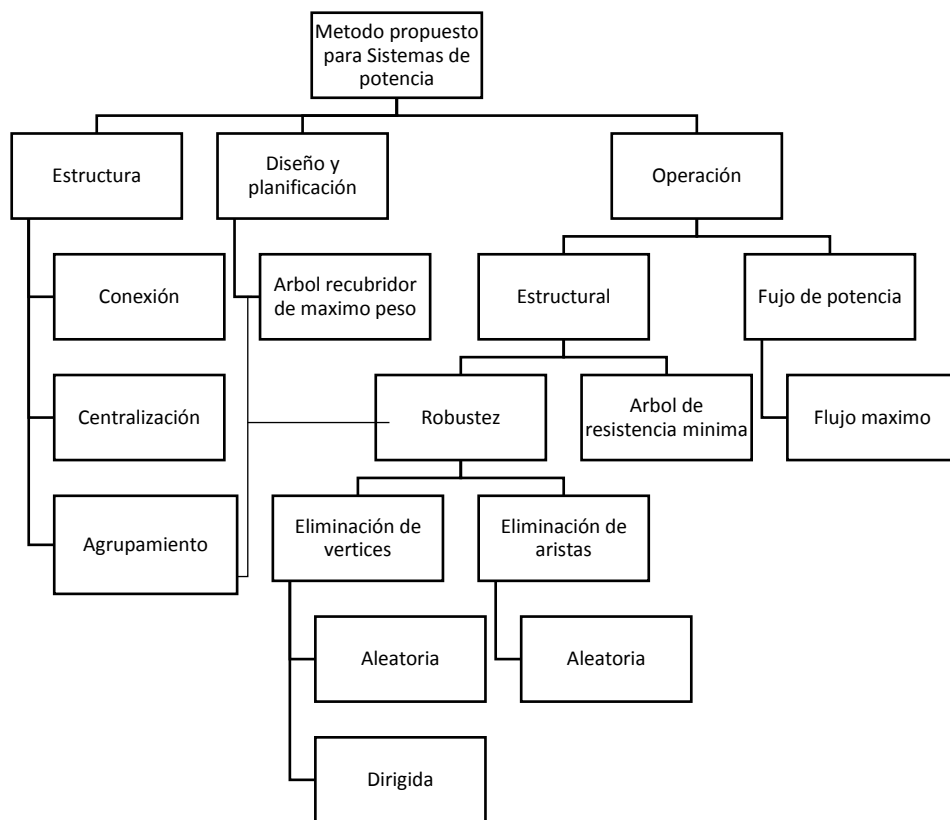 Metodo propuesto
para Sistemas de
potencia
Estructura
Diseño y
planificación
Operación
Conexión
Arbol recubridor
de maximo peso
Estructural
Fujo de potencia
Centralización
Robustez
Arbol de
resistencia minima
Flujo maximo
Agrupamiento
Eliminación de
vertices
Eliminación de
aristas
Aleatoria
Aleatoria
Dirigida